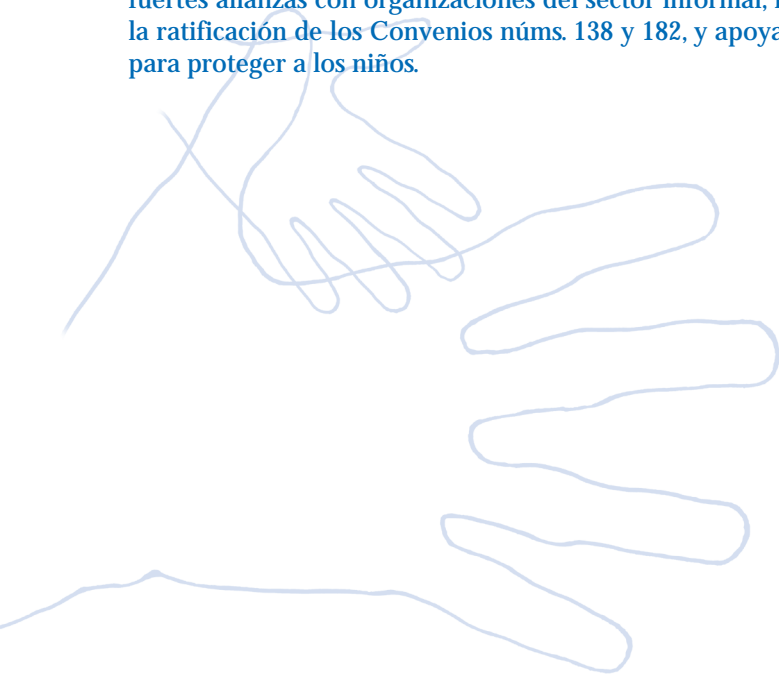 fuertes alianzas con organizaciones del sector informal,
la ratificación de los Convenios núms. 138 y 182, y apoya
para proteger a los niños.